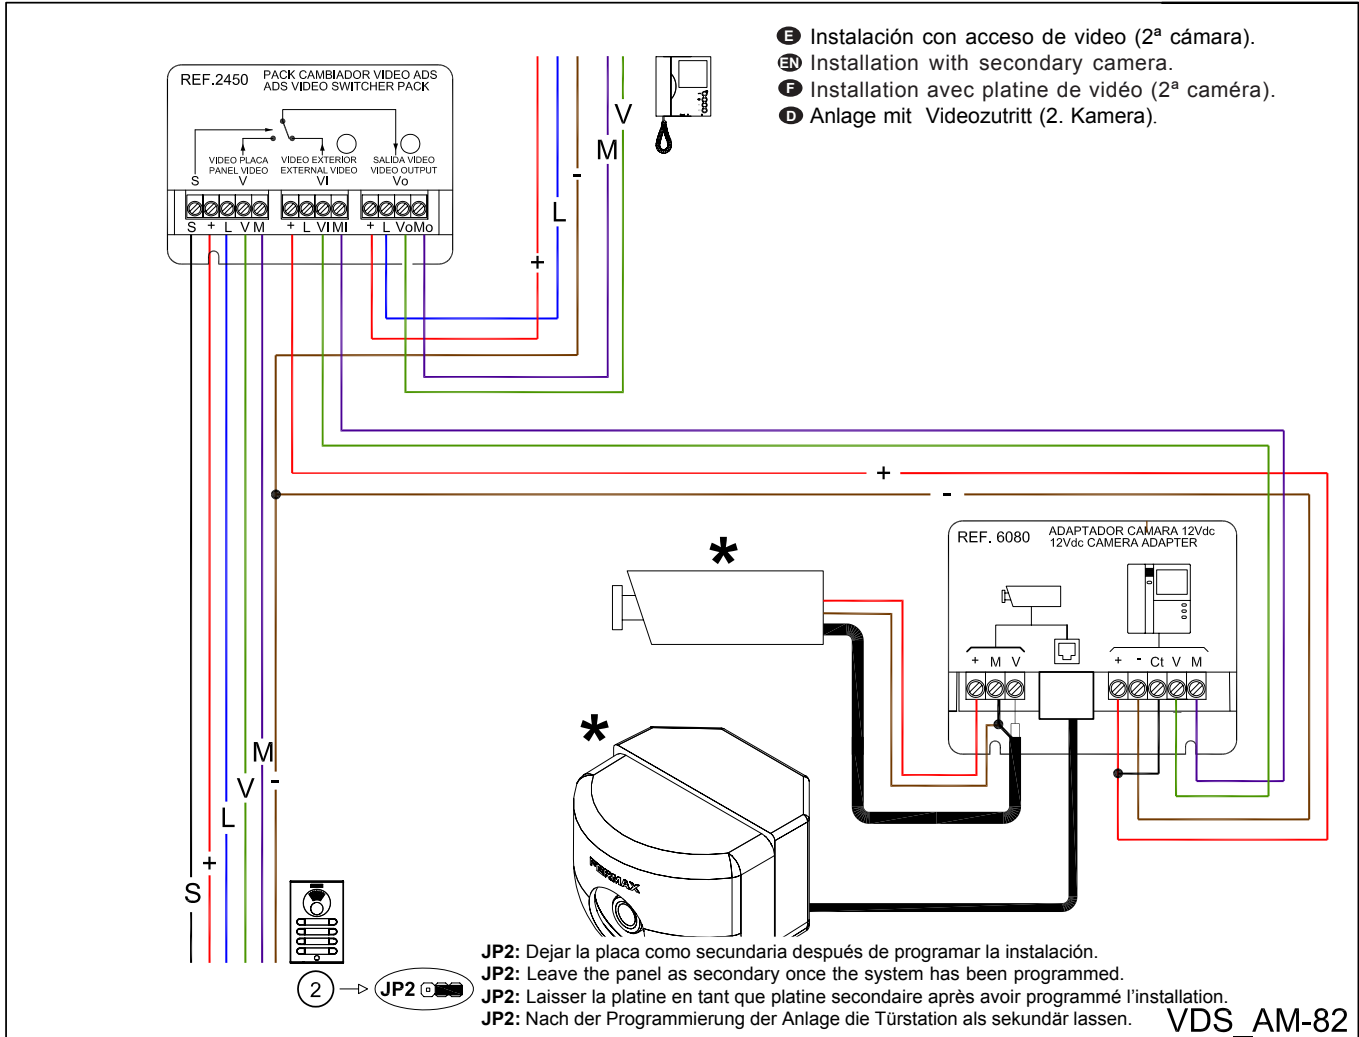 E Instalación con acceso de video (2ª cámara).
EN Installation with secondary camera.
F Installation avec platine de vidéo (2ª caméra).
D Anlage mit Videozutritt (2. Kamera).
REF.2450 PACK CAMBIADOR VIDEO ADS
ADS VIDEO SWITCHER PACK
VIDEO PLACA VIDEO EXTERIOR SALIDA VIDEO
PANEL VIDEO EXTERNAL VIDEO VIDEO OUTPUT
S V VI Vo
S + L V M + L VI MI + L Vo Mo
V
M
-
L
+
+
-
REF. 6080 ADAPTADOR CAMARA 12Vdc
12Vdc CAMERA ADAPTER
+ M V + - Ct V M
*
*
FERMAX
M
-
V
L
+
S
2 JP2
JP2: Dejar la placa como secundaria después de programar la instalación.
JP2: Leave the panel as secondary once the system has been programmed.
JP2: Laisser la platine en tant que platine secondaire après avoir programmé l’installation.
JP2: Nach der Programmierung der Anlage die Türstation als sekundär lassen.
VDS_AM-82